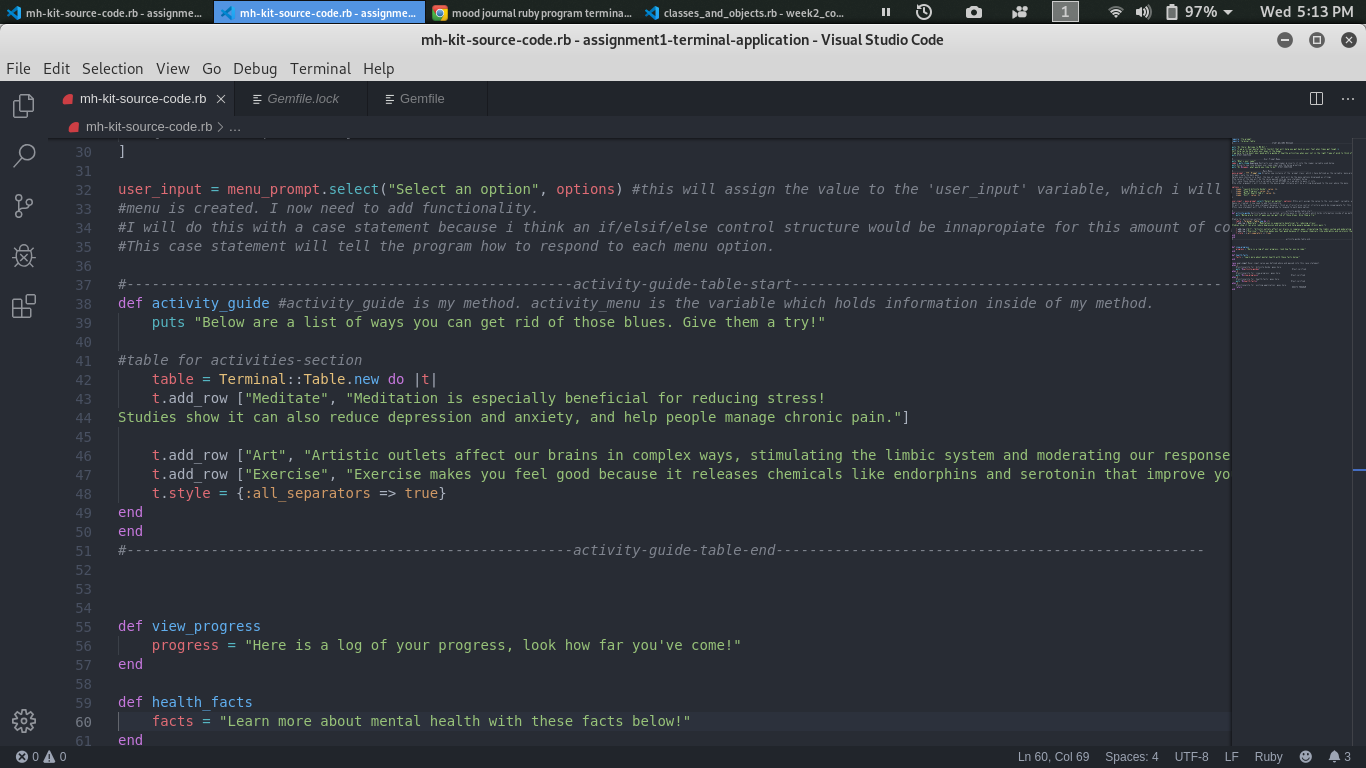 mh-kit-source-code.rb - assignme...
mh-kit-source-code.rb - assignme...
mood journal ruby program termina...
classes_and_objects.rb - week2_co...
1
97%
Wed 5:13 PM
mh-kit-source-code.rb - assignment1-terminal-application - Visual Studio Code
File Edit Selection View Go Debug Terminal Help
mh-kit-source-code.rb
Gemfile.lock
Gemfile
mh-kit-source-code.rb > ...
30 ]
31
32 user_input = menu_prompt.select("Select an option", options) #this will assign the value to the 'user_input' variable, which i will
33 #menu is created. I now need to add functionality.
34 #I will do this with a case statement because i think an if/elsif/else control structure would be innapropiate for this amount of co
35 #This case statement will tell the program how to respond to each menu option.
36
37 #-----------------------------------------------------activity-guide-table-start---------------------------------------------------
38 def activity_guide #activity_guide is my method. activity_menu is the variable which holds information inside of my method.
39 puts "Below are a list of ways you can get rid of those blues. Give them a try!"
40
41 #table for activities-section
42 table = Terminal::Table.new do |t|
43 t.add_row ["Meditate", "Meditation is especially beneficial for reducing stress!
44 Studies show it can also reduce depression and anxiety, and help people manage chronic pain."]
45
46 t.add_row ["Art", "Artistic outlets affect our brains in complex ways, stimulating the limbic system and moderating our response
47 t.add_row ["Exercise", "Exercise makes you feel good because it releases chemicals like endorphins and serotonin that improve yo
48 t.style = {:all_separators => true}
49 end
50 end
51 #-----------------------------------------------------activity-guide-table-end---------------------------------------------------
52
53
54
55 def view_progress
56 progress = "Here is a log of your progress, look how far you've come!"
57 end
58
59 def health_facts
60 facts = "Learn more about mental health with these facts below!"
61 end
0 0
Ln 60, Col 69
Spaces: 4
UTF-8
LF
Ruby
3